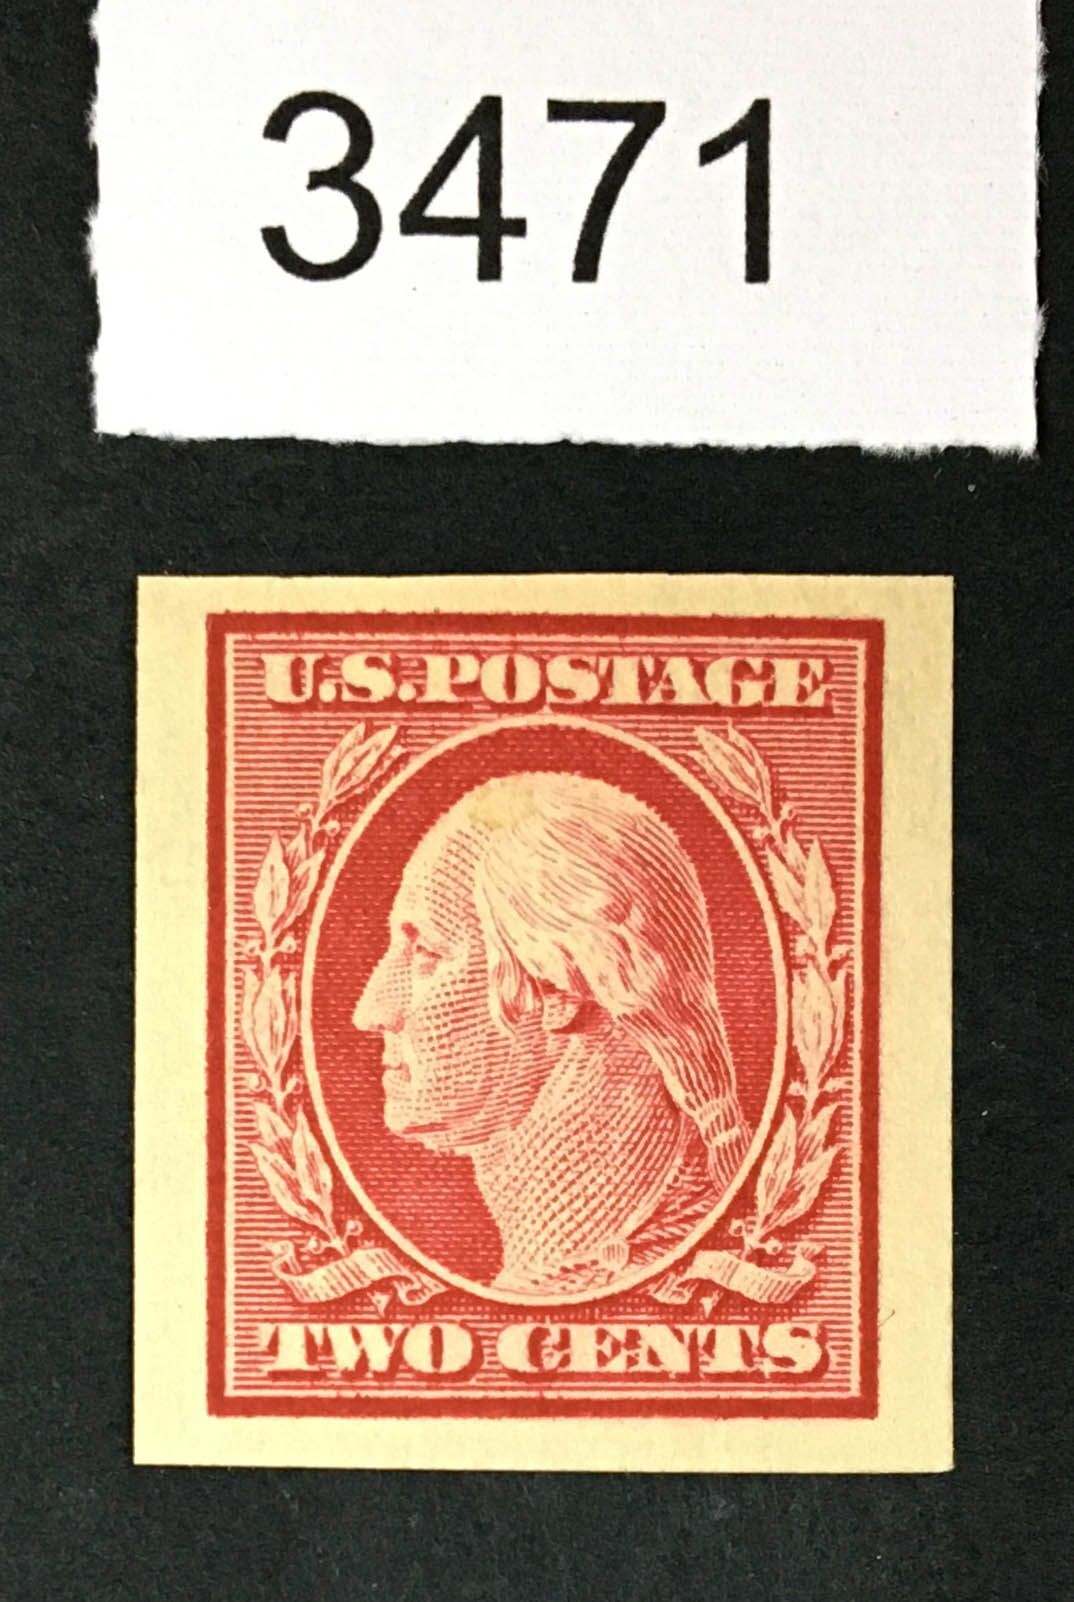 3471
U.S. POSTAGE
TWO CENTS